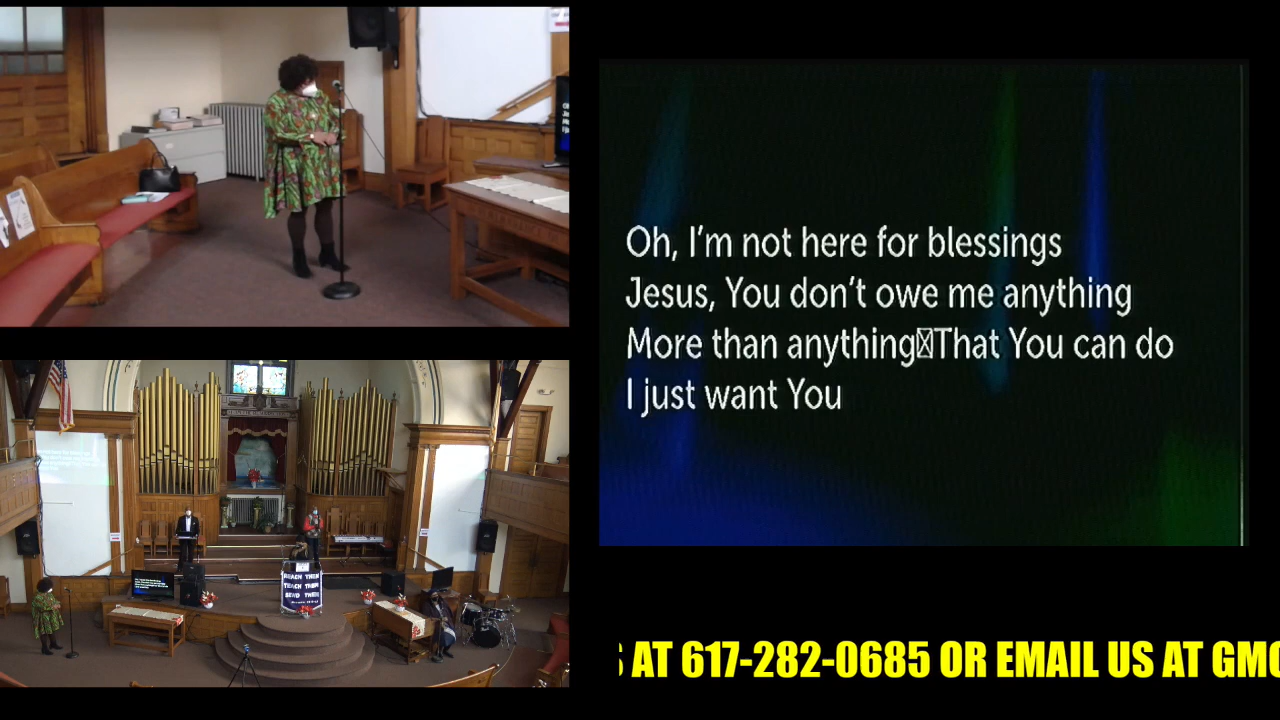 Oh, I'm not here for blessings
Jesus, You don't owe me anything
More than anything That You can do
I just want You
REACH THEM
TEACH THEM
SEND THEM
AT 617-282-0685 OR EMAIL US AT GMC